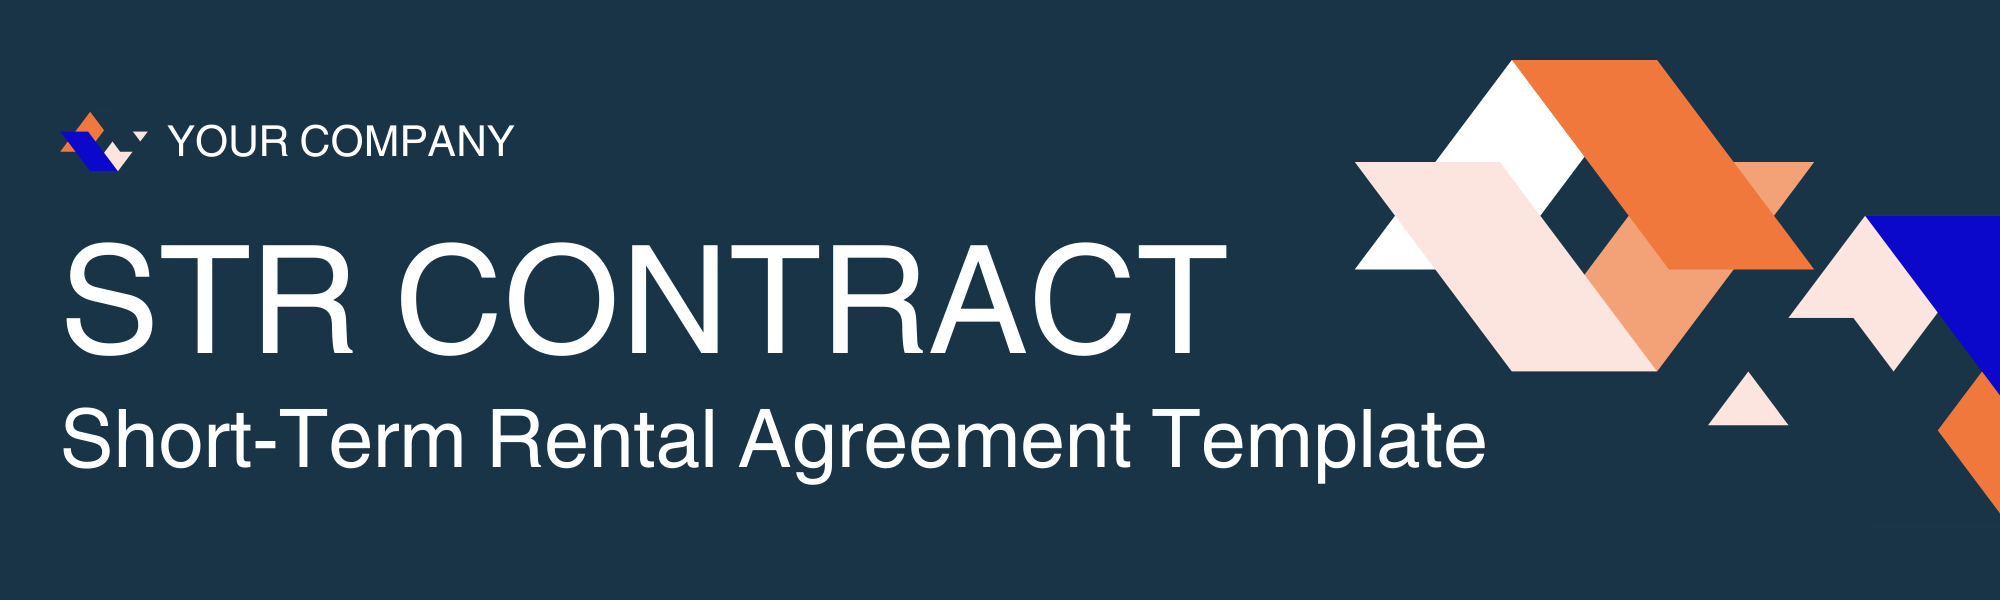 YOUR COMPANY
STR CONTRACT
Short-Term Rental Agreement Template